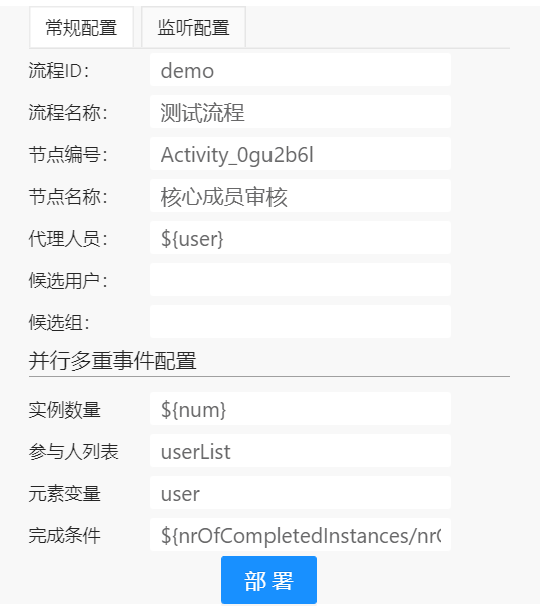 常规配置 监听配置
流程ID： demo
流程名称： 测试流程
节点编号： Activity_0gu2b6l
节点名称： 核心成员审核
代理人员： ${user}
候选用户：
候选组：
并行多重事件配置
实例数量 ${num}
参与人列表 userList
元素变量 user
完成条件 ${nrOfCompletedInstances/nrO
部 署